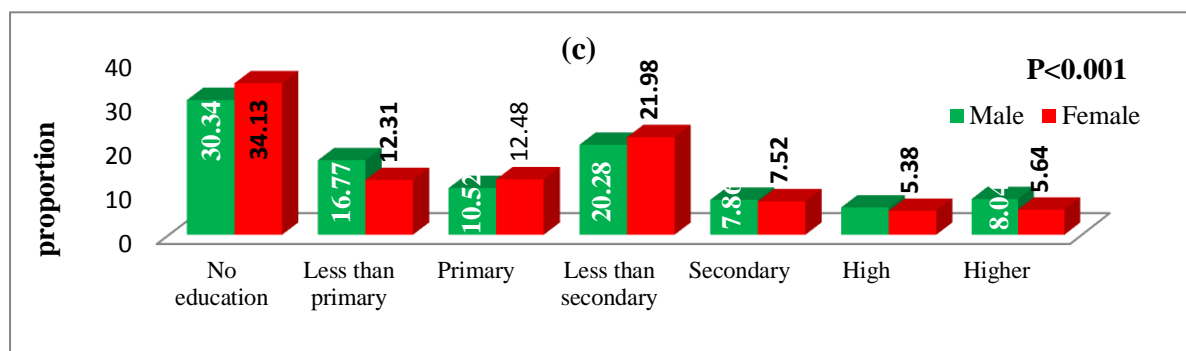 (c)
P<0.001
Male Female
proportion
40
30
20
10
0
30.34
34.13
16.77
12.31
10.52
12.48
20.28
21.98
7.86
7.52
5.38
8.04
5.64
No
education
Less than
primary
Primary
Less than
secondary
Secondary
High
Higher